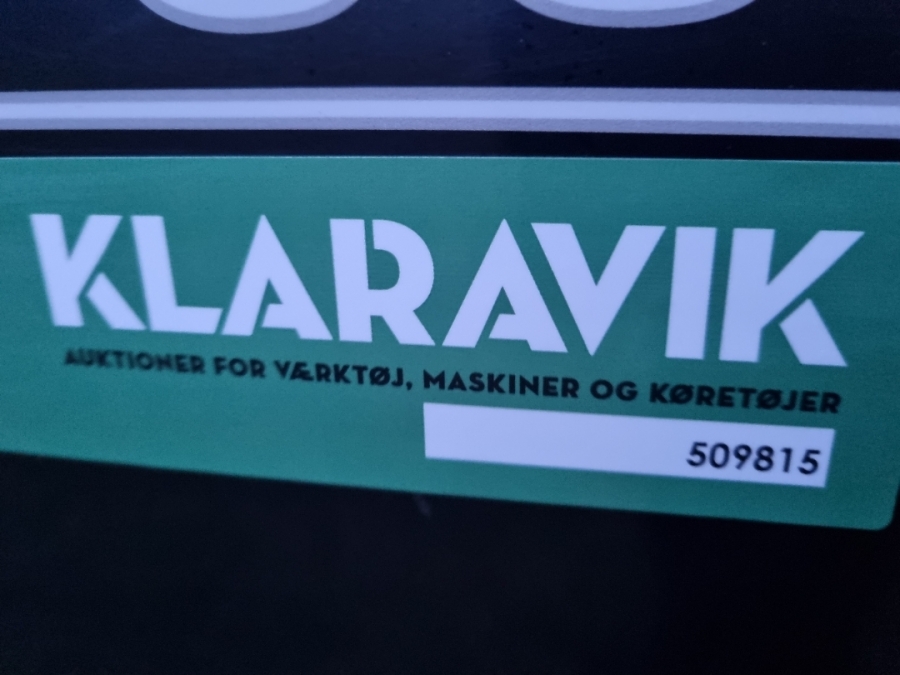 KLARAVIK
AUKTIONER FOR VÆRKTØJ, MASKINER OG KØRETØJER
509815